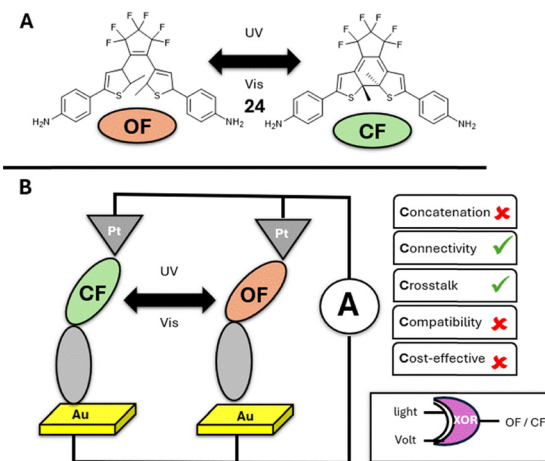 A
F F F F F F
S S
H₂N NH₂
OF
UV
Vis
24
F F F F F F
S S
H₂N NH₂
CF
B
Pt
Pt
CF
UV
Vis
OF
A
Au
Au
Concatenation ✘
Connectivity ✓
Crosstalk ✓
Compatibility ✘
Cost-effective ✘
light
Volt
XOR
OF / CF